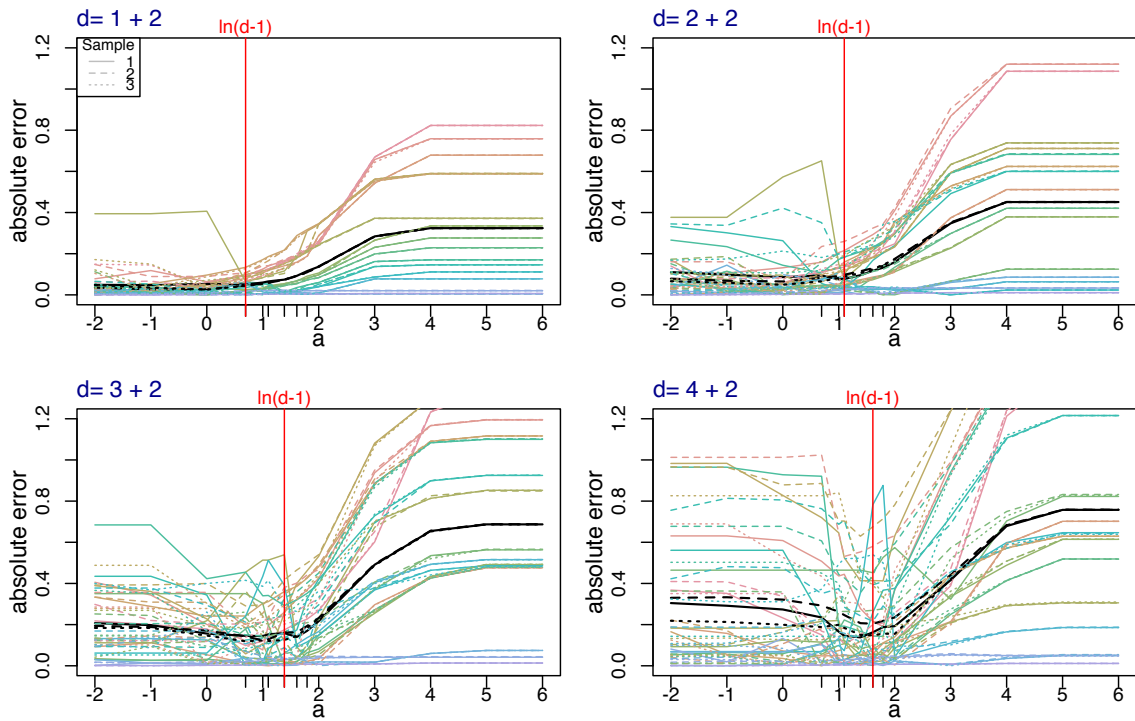 d= 1 + 2
ln(d-1)
Sample
1
2
3
absolute error
0.0 0.4 0.8 1.2
-2 -1 0 1 2 3 4 5 6
a
d= 2 + 2
ln(d-1)
absolute error
0.0 0.4 0.8 1.2
-2 -1 0 1 2 3 4 5 6
a
d= 3 + 2
ln(d-1)
absolute error
0.0 0.4 0.8 1.2
-2 -1 0 1 2 3 4 5 6
a
d= 4 + 2
ln(d-1)
absolute error
0.0 0.4 0.8 1.2
-2 -1 0 1 2 3 4 5 6
a